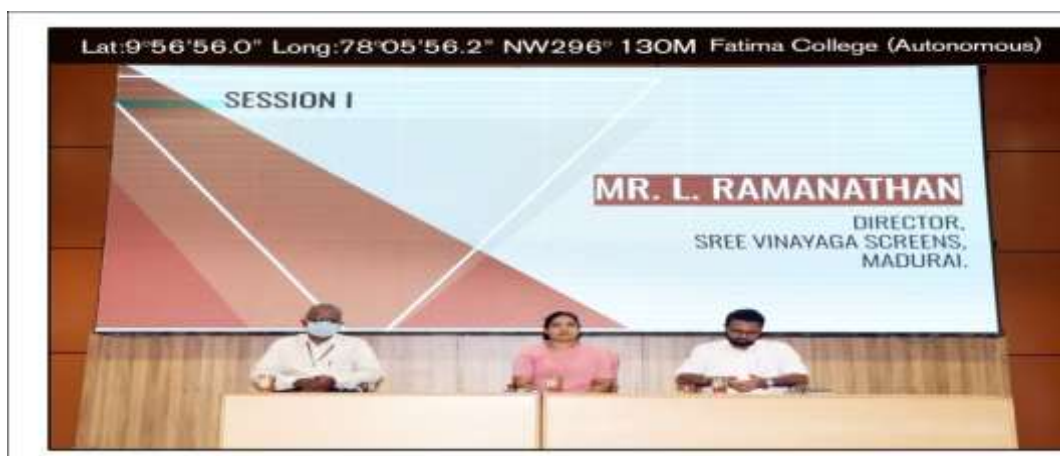 Lat:9°56'56.0" Long:78°05'56.2" NW296° 130M Fatima College (Autonomous)
SESSION I
MR. L. RAMANATHAN
DIRECTOR,
SREE VINAYAGA SCREENS,
MADURAI.